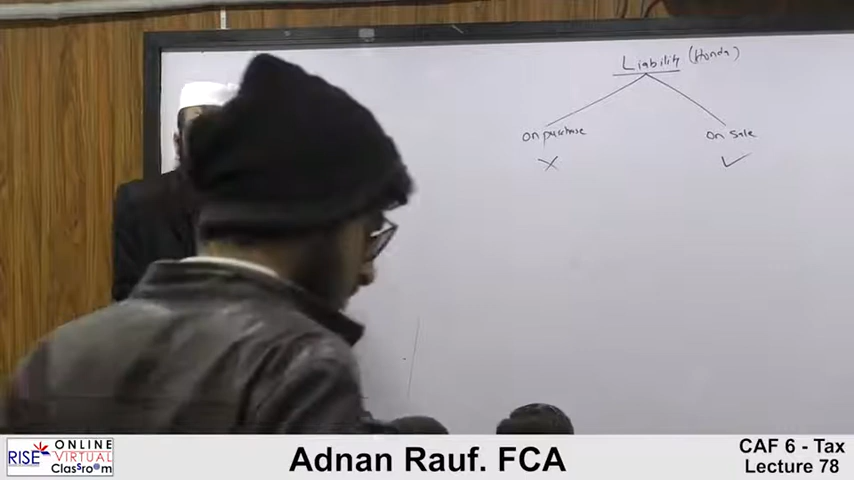 Liability (Honda)
on purchase
on sale
RISE ONLINE VIRTUAL Classroom
Adnan Rauf. FCA
CAF 6 - Tax
Lecture 78